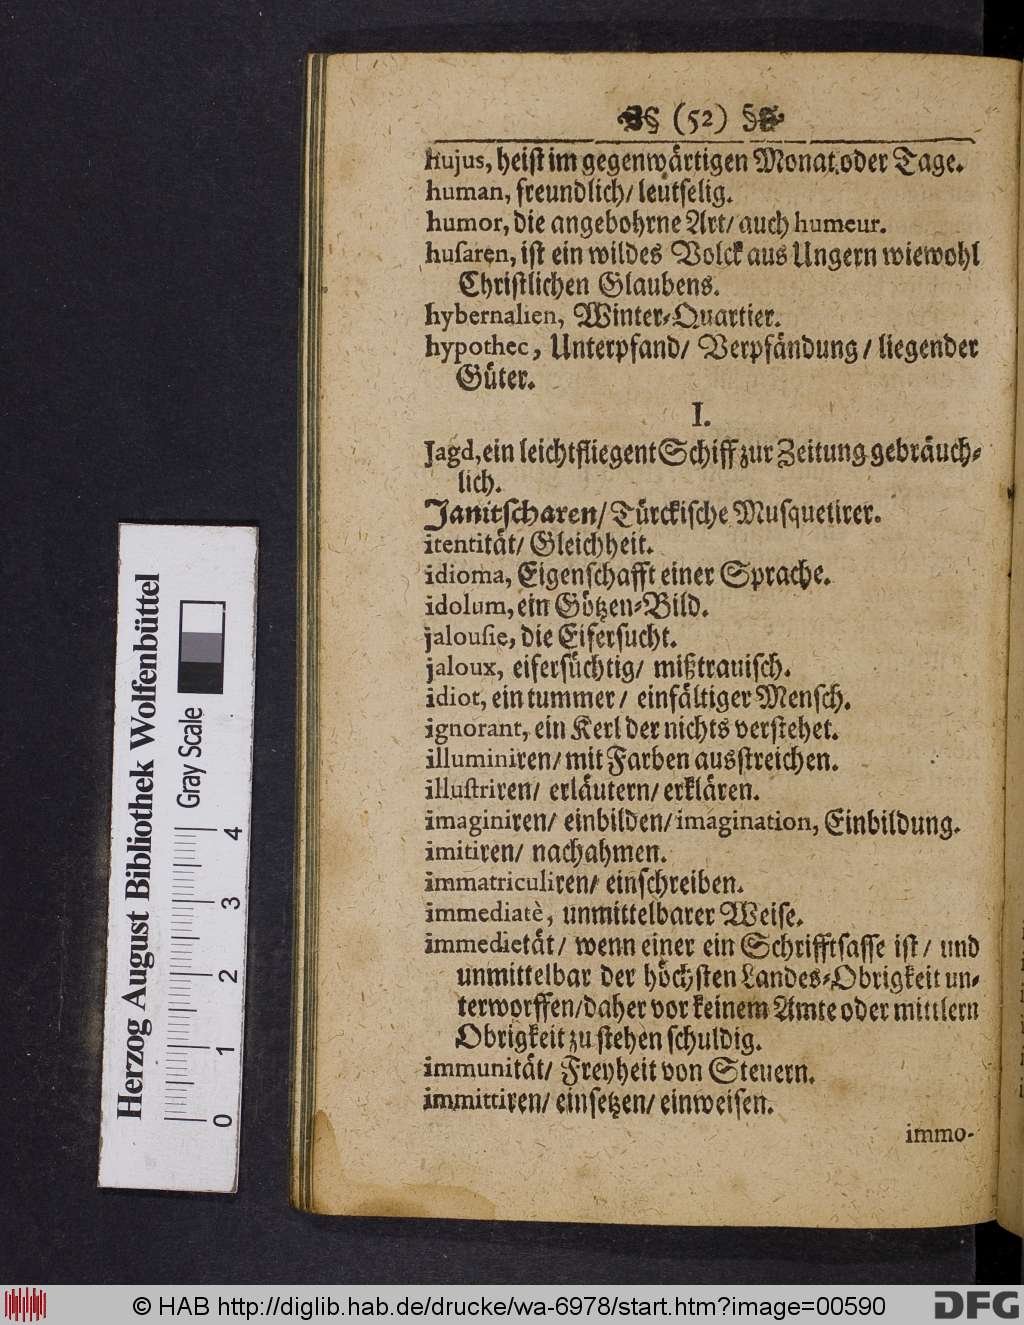 § (52) §
hujus, heiſt im gegenwärtigen Monat oder Tage.
human, freundlich/ leutſelig.
humor, die angebohrne Art/ auch humeur.
huſaren, iſt ein wildes Volck aus Ungern wiewohl
Chriſtlichen Glaubens.
hybernalien, Winter-Quartier.
hypothec, Unterpfand/ Verpfändung/ liegender
Güter.
I.
Jagd, ein leichtfliegent Schiff zur Zeitung gebräuch-
lich.
Janitſcharen/ Türckiſche Muſquetirer.
itentität/ Gleichheit.
idioma, Eigenſchafft einer Sprache.
idolum, ein Götzen-Bild.
jalouſie, die Eiferſucht.
jaloux, eiferſüchtig/ mißtrauiſch.
idiot, ein tummer/ einfältiger Menſch.
ignorant, ein Kerl der nichts verſtehet.
illuminiren/ mit Farben ausſtreichen.
illuſtriren/ erläutern/ erklären.
imaginiren/ einbilden/ imagination, Einbildung.
imitiren/ nachahmen.
immatriculiren/ einſchreiben.
immediatè, unmittelbarer Weiſe.
immedietät/ wenn einer ein Schrifftſaſſe iſt/ und
unmittelbar der höchſten Landes-Obrigkeit un-
terworffen/ daher vor keinem Amte oder mittlern
Obrigkeit zu ſtehen ſchuldig.
immunität/ Freyheit von Steuern.
immittiren/ einſetzen/ einweiſen.
immo-
Herzog August Bibliothek Wolfenbüttel
Gray Scale
0 1 2 3 4
© HAB http://diglib.hab.de/drucke/wa-6978/start.htm?image=00590
DFG